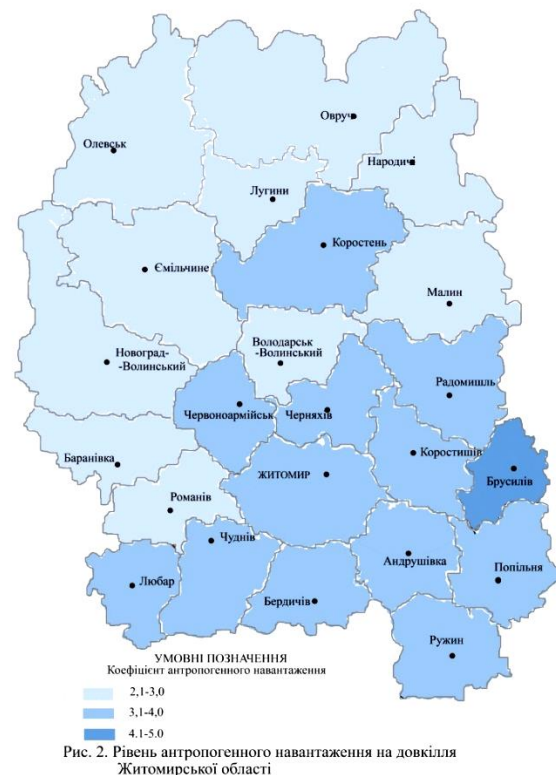 Овруч
Олевськ
Народичі
Лугини
Коростень
Ємільчине
Малин
Володарськ
-Волинський
Новоград-
-Волинський
Радомишль
Червоноармійськ
Черняхів
Баранівка
Коростишів
Брусилів
ЖИТОМИР
Романів
Чуднів
Андрушівка
Попільня
Любар
Бердичів
Ружин
УМОВНІ ПОЗНАЧЕННЯ
Коефіцієнт антропогенного навантаження
2,1-3,0
3,1-4,0
4.1-5.0
Рис. 2. Рівень антропогенного навантаження на довкілля
Житомирської області